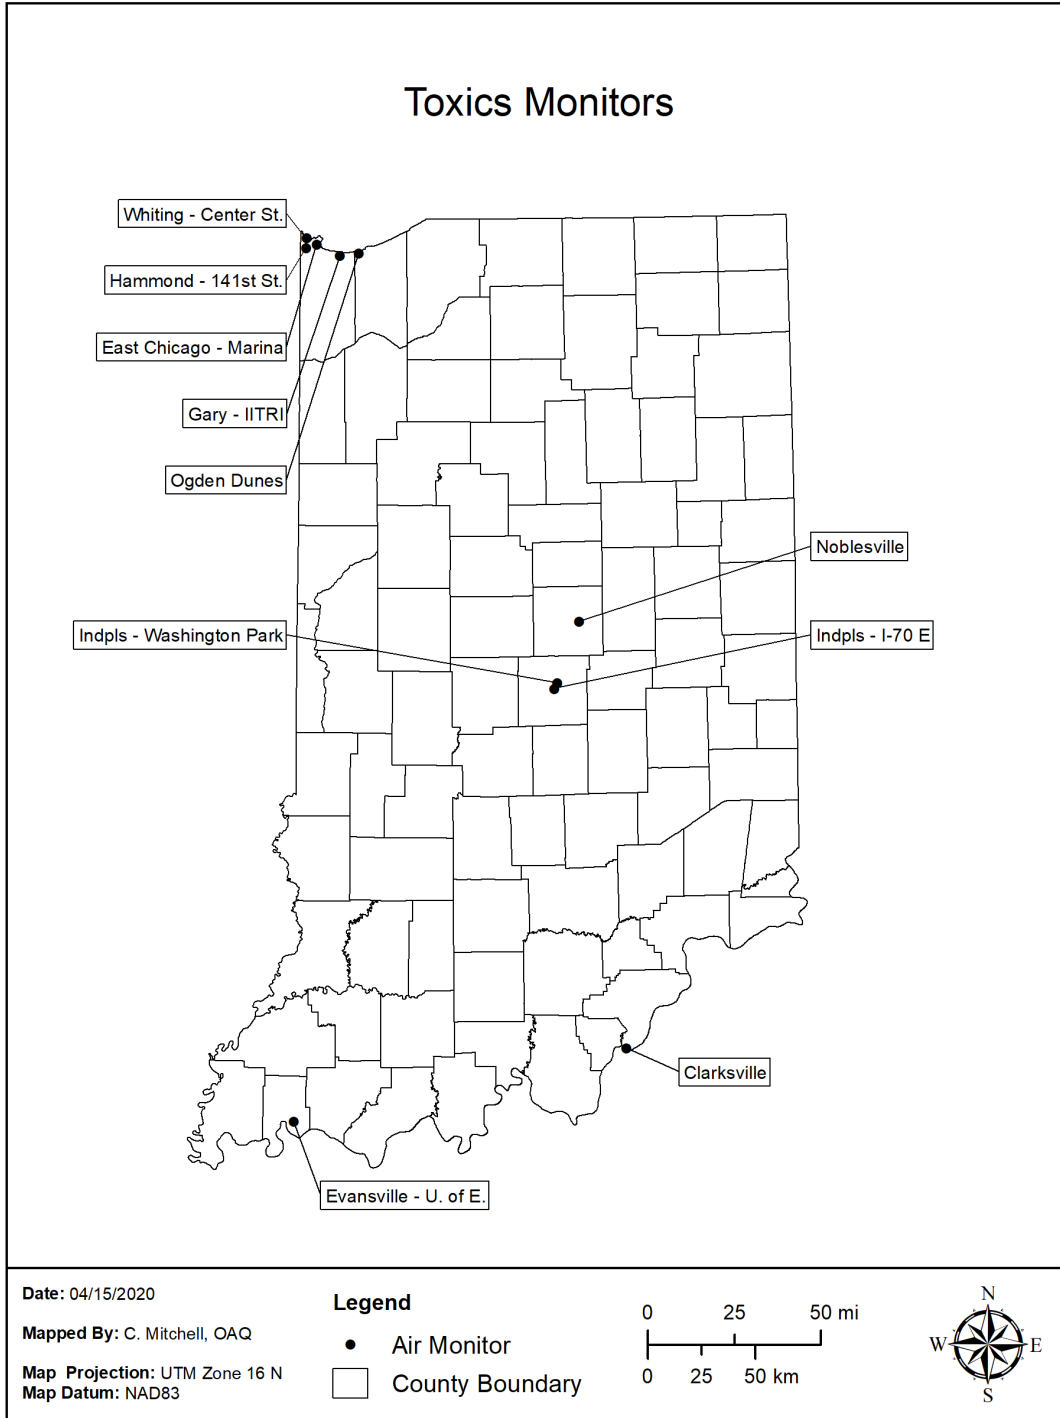 Toxics Monitors
Whiting - Center St.
Hammond - 141st St.
East Chicago - Marina
Gary - IITRI
Ogden Dunes
Noblesville
Indpls - Washington Park
Indpls - I-70 E
Clarksville
Evansville - U. of E.
Date: 04/15/2020
Mapped By: C. Mitchell, OAQ
Map Projection: UTM Zone 16 N
Map Datum: NAD83
Legend
Air Monitor
County Boundary
0 25 50 mi
0 25 50 km
N
W E
S